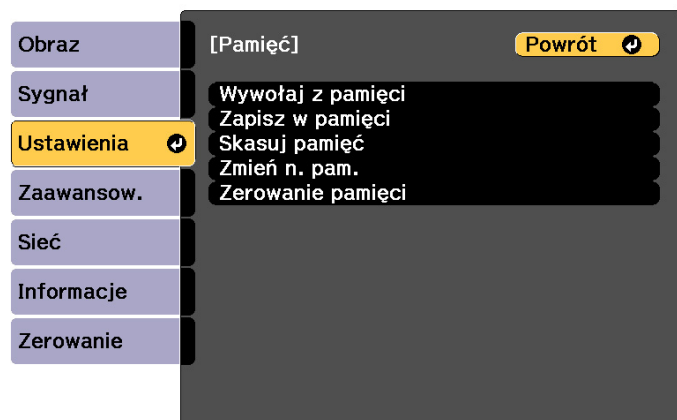 Obraz
Sygnał
Ustawienia
Zaawansow.
Sieć
Informacje
Zerowanie
[Pamięć]
Powrót
Wywołaj z pamięci
Zapisz w pamięci
Skasuj pamięć
Zmień n. pam.
Zerowanie pamięci